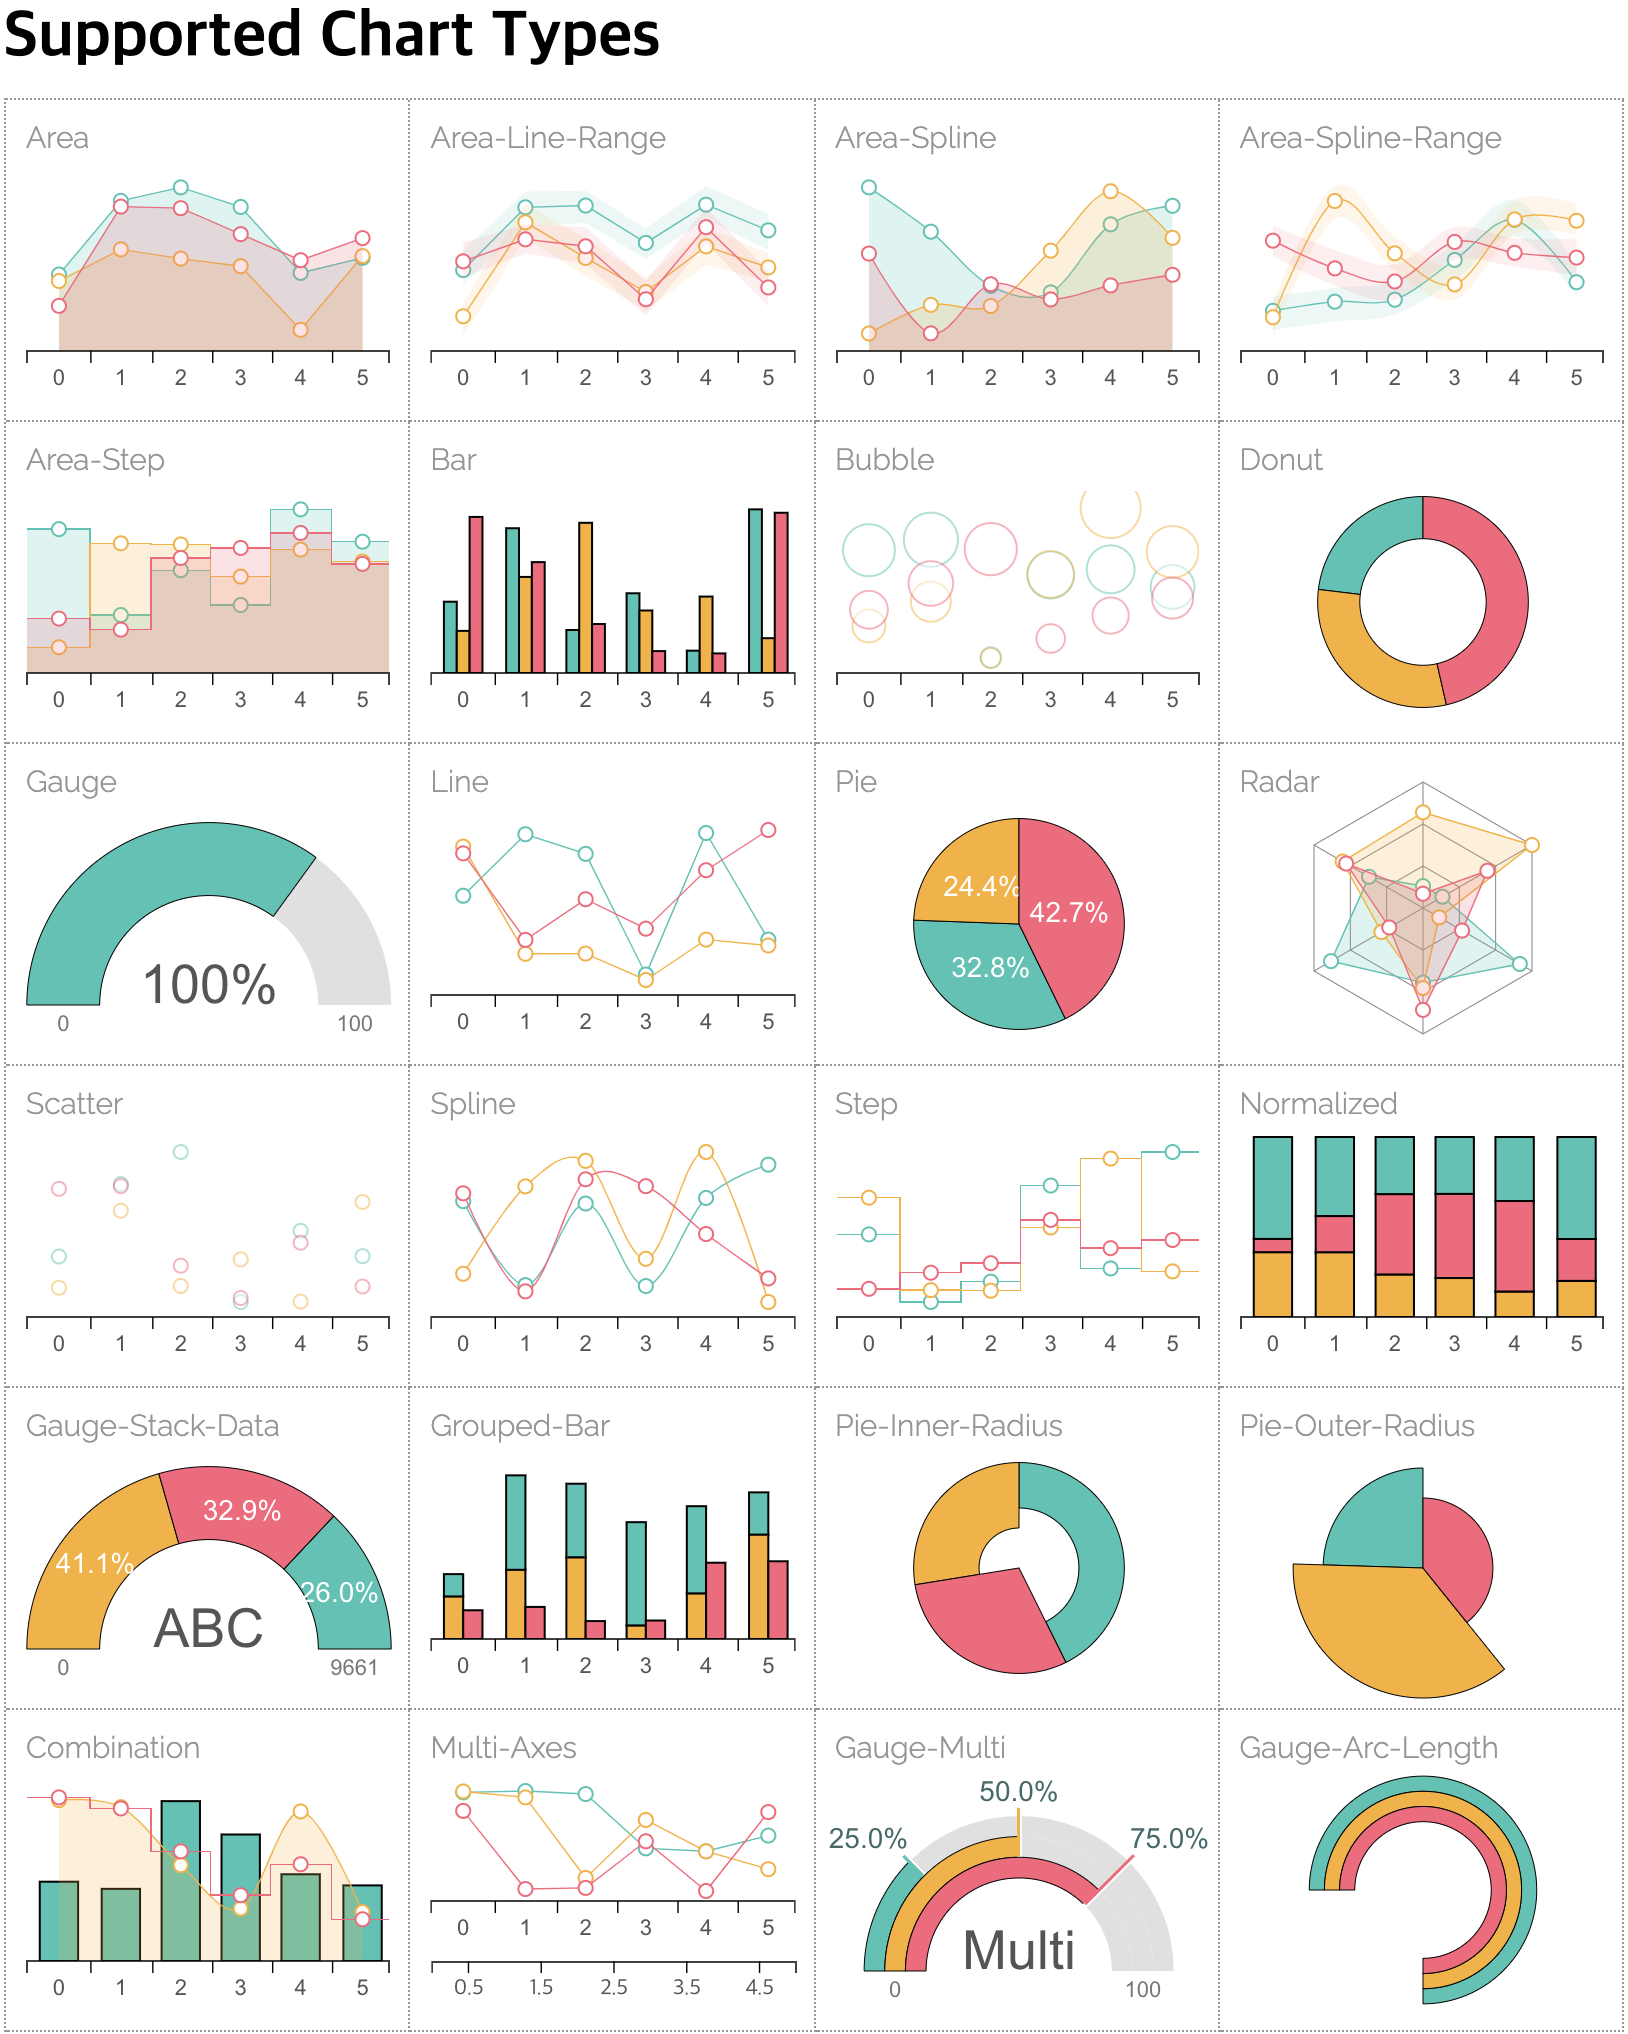 Supported Chart Types
Area
0 1 2 3 4 5
Area-Line-Range
0 1 2 3 4 5
Area-Spline
0 1 2 3 4 5
Area-Spline-Range
0 1 2 3 4 5
Area-Step
0 1 2 3 4 5
Bar
0 1 2 3 4 5
Bubble
0 1 2 3 4 5
Donut
Gauge
100%
0 100
Line
0 1 2 3 4 5
Pie
24.4%
42.7%
32.8%
Radar
Scatter
0 1 2 3 4 5
Spline
0 1 2 3 4 5
Step
0 1 2 3 4 5
Normalized
0 1 2 3 4 5
Gauge-Stack-Data
32.9%
41.1%
26.0%
ABC
0 9661
Grouped-Bar
0 1 2 3 4 5
Pie-Inner-Radius
Pie-Outer-Radius
Combination
0 1 2 3 4 5
Multi-Axes
0 1 2 3 4 5
0.5 1.5 2.5 3.5 4.5
Gauge-Multi
50.0%
25.0% 75.0%
Multi
0 100
Gauge-Arc-Length